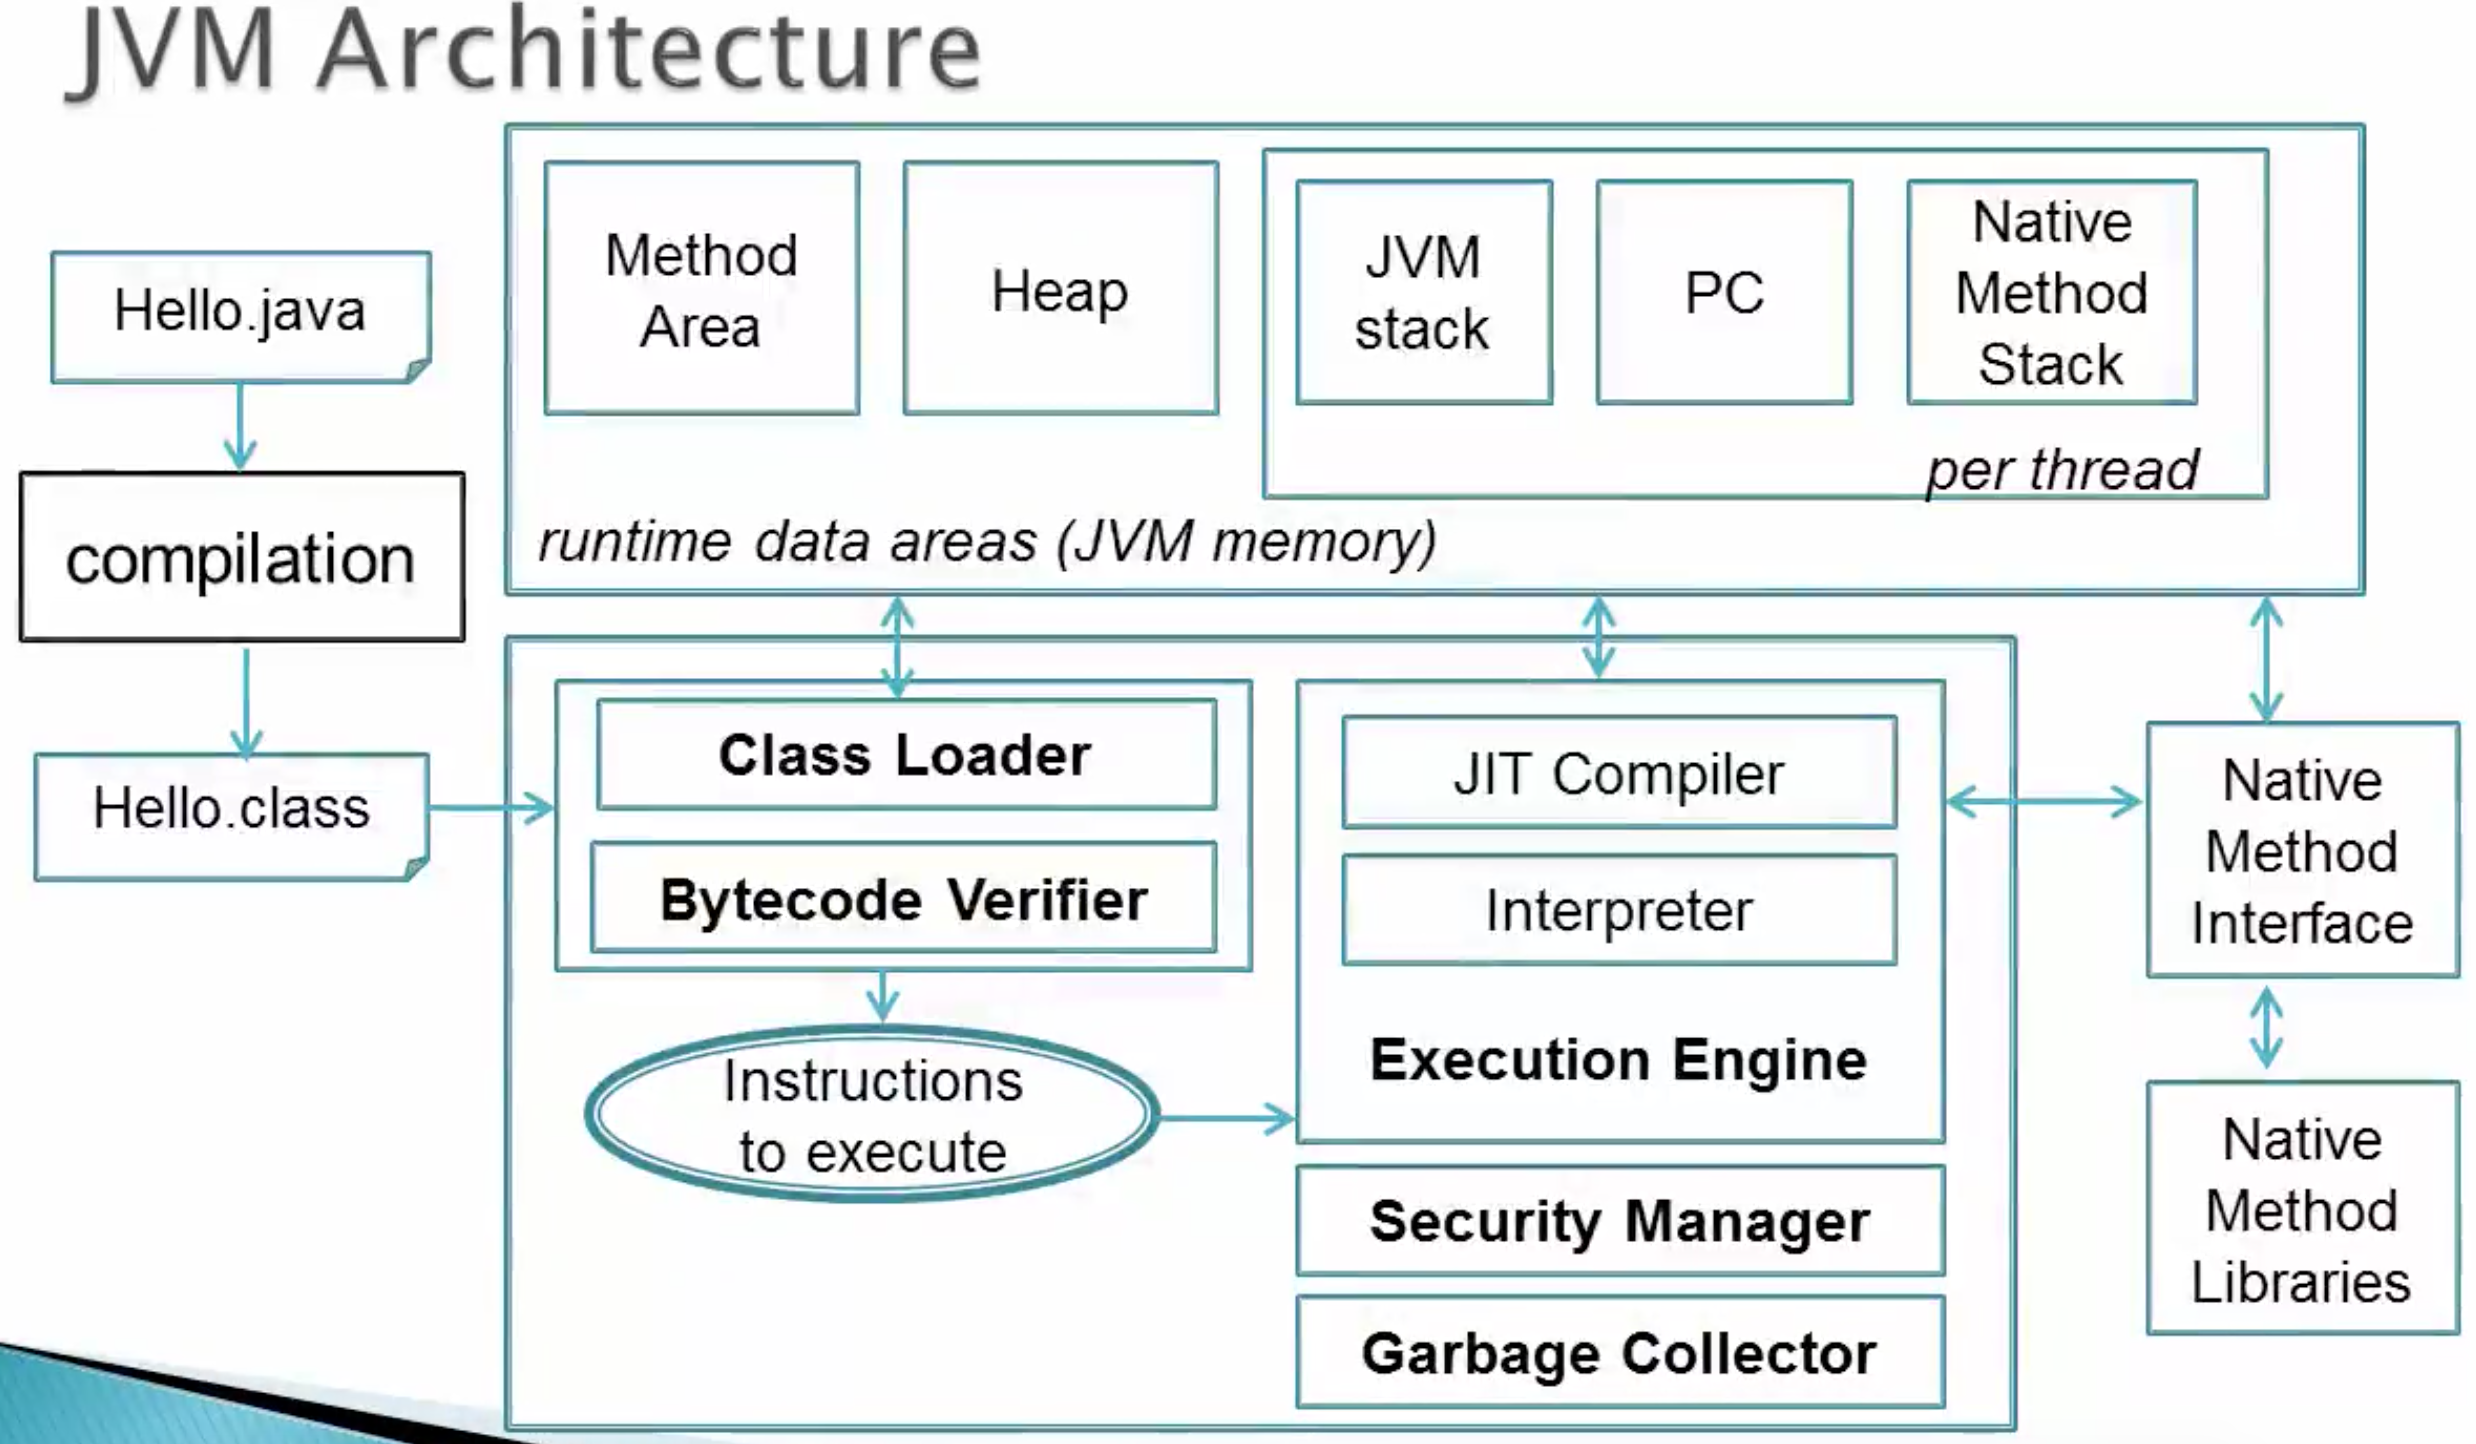 JVM Architecture
Hello.java
compilation
Hello.class
Method
Area
Heap
JVM
stack
PC
Native
Method
Stack
per thread
runtime data areas (JVM memory)
Class Loader
Bytecode Verifier
Instructions
to execute
JIT Compiler
Interpreter
Execution Engine
Security Manager
Garbage Collector
Native
Method
Interface
Native
Method
Libraries